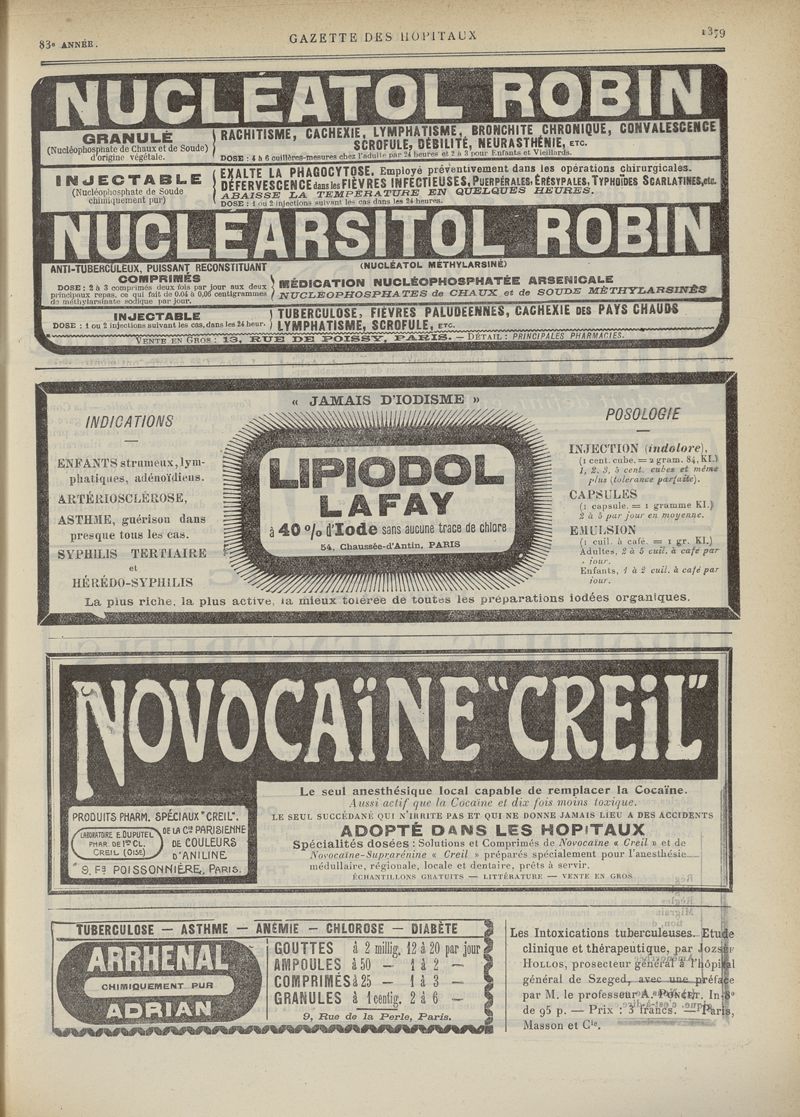 83e ANNÉE.
GAZETTE DES HOPITAUX
1379
NUCLÉATOL ROBIN
GRANULÉ
(Nucléophosphate de Chaux et de Soude)
d'origine végétale.
RACHITISME, CACHEXIE, LYMPHATISME, BRONCHITE CHRONIQUE, CONVALESCENCE
SCROFULE, DÉBILITÉ, NEURASTHÉNIE, ETC.
DOSE : 4 à 6 cuillères-mesures chez l'adulte par 24 heures et 2 à 3 pour Enfants et Vieillards.
INJECTABLE
(Nucléophosphate de Soude
chimiquement pur)
EXALTE LA PHAGOCYTOSE. Employé préventivement dans les opérations chirurgicales.
DÉFERVESCENCE dans les FIÈVRES INFECTIEUSES, PUERPÉRALES, ÉRÉSYPALES, TYPHOÏDES SCARLATINES, etc.
ABAISSE LA TEMPÉRATURE EN QUELQUES HEURES.
DOSE : 1 ou 2 injections suivant les cas dans les 24 heures.
NUCLÉARSITOL ROBIN
ANTI-TUBERCULEUX, PUISSANT RECONSTITUANT
(NUCLÉATOL MÉTHYLARSINÉ)
COMPRIMÉS
DOSE : 2 à 3 comprimés deux fois par jour aux deux
principaux repas, ce qui fait de 0.04 à 0,06 centigrammes
de méthylarsinate sodique par jour.
MÉDICATION NUCLÉOPHOSPHATÉE ARSENICALE
NUCLÉOPHOSPHATES de CHAUX et de SOUDE MÉTHYLARSINÉS
INJECTABLE
DOSE : 1 ou 2 injections suivant les cas, dans les 24 heur.
TUBERCULOSE, FIÈVRES PALUDÉENNES, CACHEXIE DES PAYS CHAUDS
LYMPHATISME, SCROFULE, ETC.
VENTE EN GROS : 13, RUE DE POISSY, PARIS. — DÉTAIL : PRINCIPALES PHARMACIES.
« JAMAIS D'IODISME »
INDICATIONS
ENFANTS strumeux, lym-
phatiques, adénoïdiens.
ARTÉRIOSCLÉROSE,
ASTHME, guérison dans
presque tous les cas.
SYPHILIS TERTIAIRE
et
HÉRÉDO-SYPHILIS
LIPIODOL
LAFAY
à 40 % d'Iode sans aucune trace de chlore
54, Chaussée-d'Antin, PARIS
POSOLOGIE
INJECTION (indolore),
(1 cent. cube. = 2 gram. 84, KI.)
1, 2, 3, 5 cent. cubes et même
plus (tolerance parfaite).
CAPSULES
(1 capsule. = 1 gramme KI.)
2 à 5 par jour en moyenne.
EMULSION
(1 cuil. à café. = 1 gr. KI.)
Adultes, 2 à 5 cuil. à café par
jour.
Enfants, 1 à 2 cuil. à café par
jour.
La plus riche, la plus active, la mieux tolérée de toutes les préparations iodées organiques.
NOVOCAÏNE "CREIL"
Le seul anesthésique local capable de remplacer la Cocaïne.
Aussi actif que la Cocaïne et dix fois moins toxique.
LE SEUL SUCCÉDANÉ QUI N'IRRITE PAS ET QUI NE DONNE JAMAIS LIEU A DES ACCIDENTS
ADOPTÉ DANS LES HOPITAUX
Spécialités dosées : Solutions et Comprimés de Novocaïne « Creil » et de
Novocaïne-Suprarénine « Creil » préparés spécialement pour l'anesthésie
médullaire, régionale, locale et dentaire, prêts à servir.
ÉCHANTILLONS GRATUITS — LITTÉRATURE — VENTE EN GROS
PRODUITS PHARM. SPÉCIAUX "CREIL".
LABORATOIRE E. DUPUTEL
PHAR. DE 1re CL.
CREIL (OISE)
DE LA Cie PARISIENNE
DE COULEURS
D'ANILINE
9, Fg POISSONNIÈRE, PARIS.
TUBERCULOSE — ASTHME — ANÉMIE — CHLOROSE — DIABÈTE
ARRHENAL
CHIMIQUEMENT PUR
ADRIAN
GOUTTES à 2 millig. 12 à 20 par jour
AMPOULES à 50 — 1 à 2 —
COMPRIMÉS à 25 — 1 à 3 —
GRANULES à 1 centig. 2 à 6 —
9, Rue de la Perle, Paris.
Les Intoxications tuberculeuses. Etude
clinique et thérapeutique, par JOZSEF
HOLLOS, prosecteur général à l'hôpital
général de Szeged, avec une préface
par M. le professeur A. PONCET. In-8°
de 95 p. — Prix : 3 francs. — Paris,
Masson et Cie.